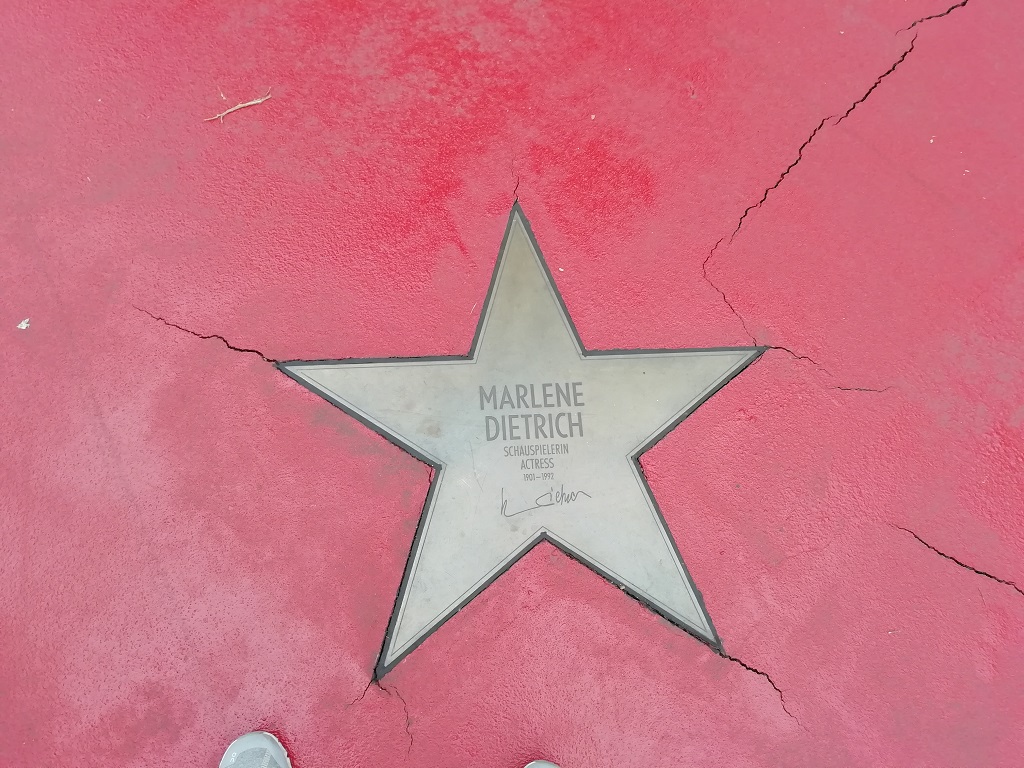 MARLENE
DIETRICH
SCHAUSPIELERIN
ACTRESS
1901–1992